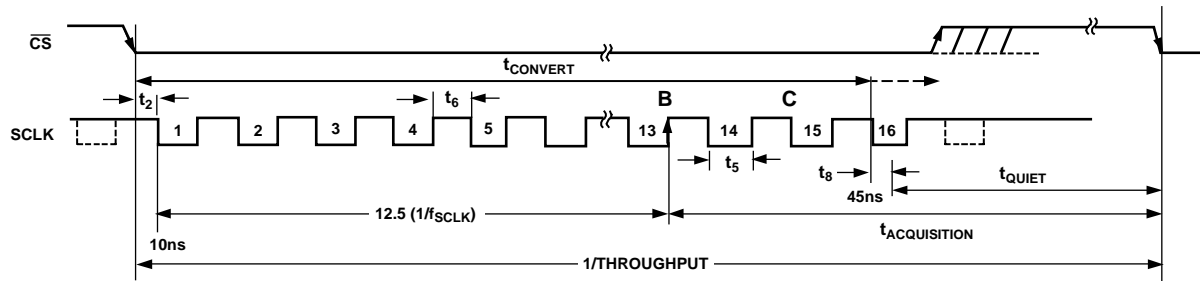 CS
tCONVERT
t2
t6
B
C
SCLK
1
2
3
4
5
13
14
15
16
t5
t8
tQUIET
45ns
12.5 (1/fSCLK)
tACQUISITION
10ns
1/THROUGHPUT